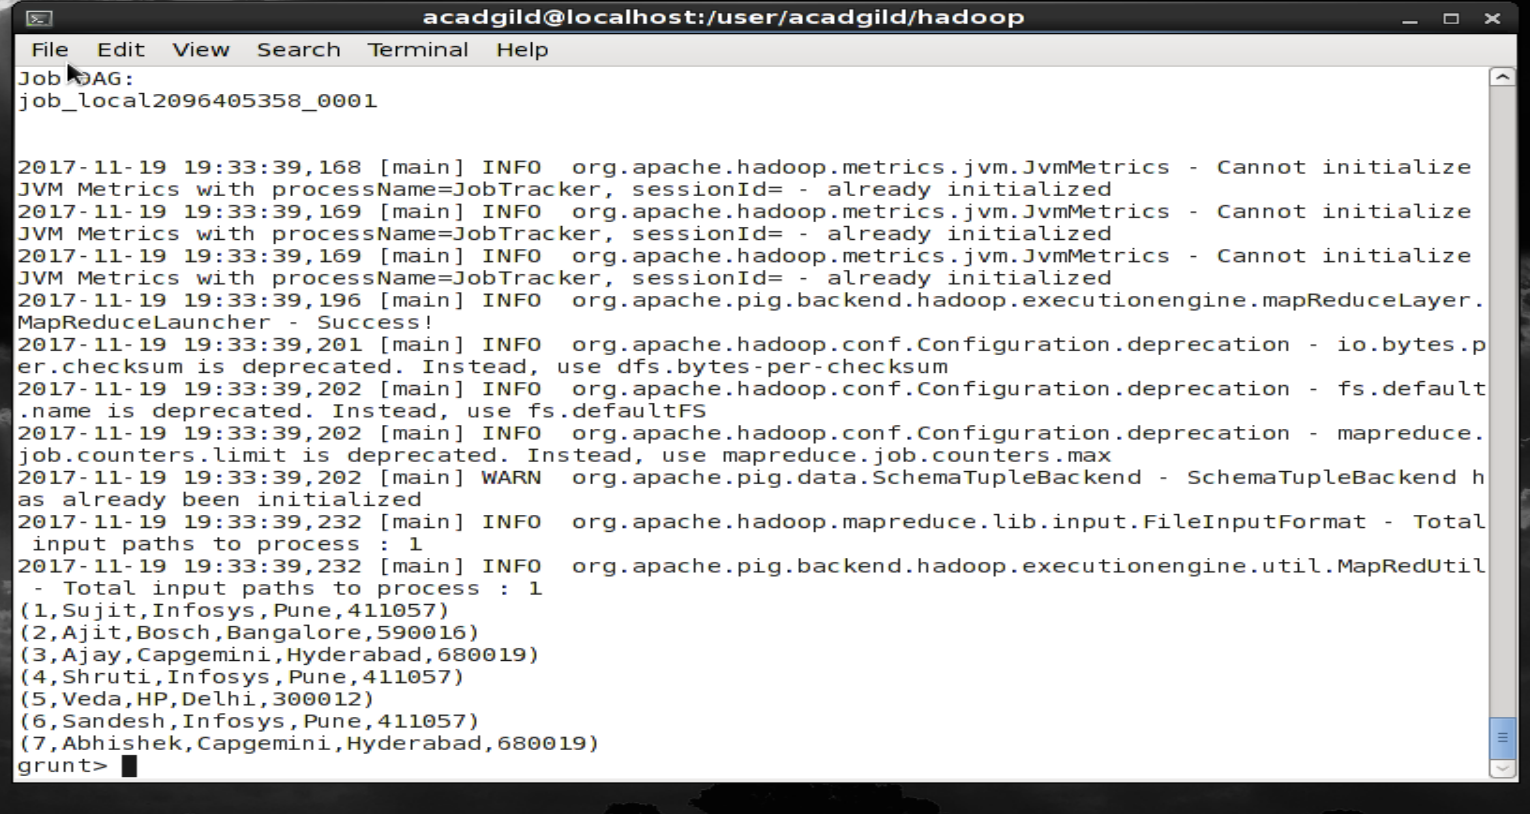 acadgild@localhost:/user/acadgild/hadoop
File Edit View Search Terminal Help
Job DAG:
job_local2096405358_0001
2017-11-19 19:33:39,168 [main] INFO  org.apache.hadoop.metrics.jvm.JvmMetrics - Cannot initialize
JVM Metrics with processName=JobTracker, sessionId= - already initialized
2017-11-19 19:33:39,169 [main] INFO  org.apache.hadoop.metrics.jvm.JvmMetrics - Cannot initialize
JVM Metrics with processName=JobTracker, sessionId= - already initialized
2017-11-19 19:33:39,169 [main] INFO  org.apache.hadoop.metrics.jvm.JvmMetrics - Cannot initialize
JVM Metrics with processName=JobTracker, sessionId= - already initialized
2017-11-19 19:33:39,196 [main] INFO  org.apache.pig.backend.hadoop.executionengine.mapReduceLayer.
MapReduceLauncher - Success!
2017-11-19 19:33:39,201 [main] INFO  org.apache.hadoop.conf.Configuration.deprecation - io.bytes.p
er.checksum is deprecated. Instead, use dfs.bytes-per-checksum
2017-11-19 19:33:39,202 [main] INFO  org.apache.hadoop.conf.Configuration.deprecation - fs.default
.name is deprecated. Instead, use fs.defaultFS
2017-11-19 19:33:39,202 [main] INFO  org.apache.hadoop.conf.Configuration.deprecation - mapreduce.
job.counters.limit is deprecated. Instead, use mapreduce.job.counters.max
2017-11-19 19:33:39,202 [main] WARN  org.apache.pig.data.SchemaTupleBackend - SchemaTupleBackend h
as already been initialized
2017-11-19 19:33:39,232 [main] INFO  org.apache.hadoop.mapreduce.lib.input.FileInputFormat - Total
 input paths to process : 1
2017-11-19 19:33:39,232 [main] INFO  org.apache.pig.backend.hadoop.executionengine.util.MapRedUtil
 - Total input paths to process : 1
(1,Sujit,Infosys,Pune,411057)
(2,Ajit,Bosch,Bangalore,590016)
(3,Ajay,Capgemini,Hyderabad,680019)
(4,Shruti,Infosys,Pune,411057)
(5,Veda,HP,Delhi,300012)
(6,Sandesh,Infosys,Pune,411057)
(7,Abhishek,Capgemini,Hyderabad,680019)
grunt>